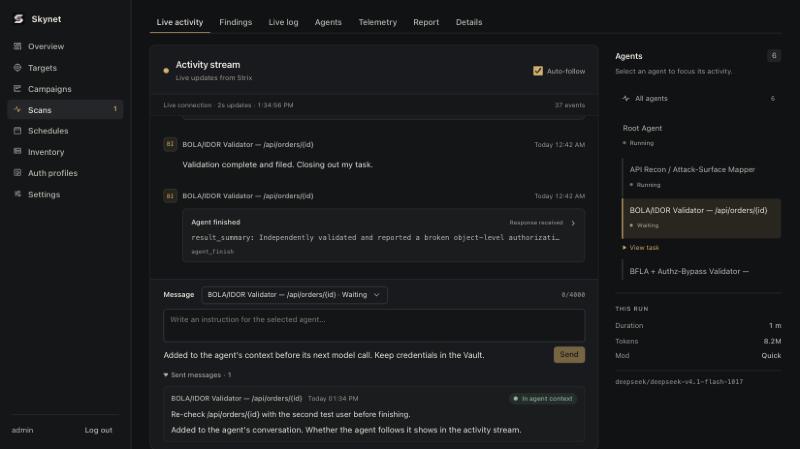 Skynet
Overview
Targets
Campaigns
Scans 1
Schedules
Inventory
Auth profiles
Settings
admin Log out
Live activity Findings Live log Agents Telemetry Report Details
Activity stream
Live updates from Strix
Auto-follow
Live connection · 2s updates · 1:34:56 PM 37 events
BI BOLA/IDOR Validator — /api/orders/{id} Today 12:42 AM
Validation complete and filed. Closing out my task.
BI BOLA/IDOR Validator — /api/orders/{id} Today 12:42 AM
Agent finished Response received
result_summary: Independently validated and reported a broken object-level authorizati…
agent_finish
Message BOLA/IDOR Validator — /api/orders/{id} · Waiting 0/4000
Write an instruction for the selected agent...
Added to the agent's context before its next model call. Keep credentials in the Vault. Send
Sent messages · 1
BOLA/IDOR Validator — /api/orders/{id} Today 01:34 PM In agent context
Re-check /api/orders/{id} with the second test user before finishing.
Added to the agent's conversation. Whether the agent follows it shows in the activity stream.
Agents 6
Select an agent to focus its activity.
All agents 6
Root Agent
Running
API Recon / Attack-Surface Mapper
Running
BOLA/IDOR Validator — /api/orders/{id}
Waiting
View task
BFLA + Authz-Bypass Validator —
THIS RUN
Duration 1 m
Tokens 8.2M
Mod Quick
deepseek/deepseek-v4.1-flash-1017